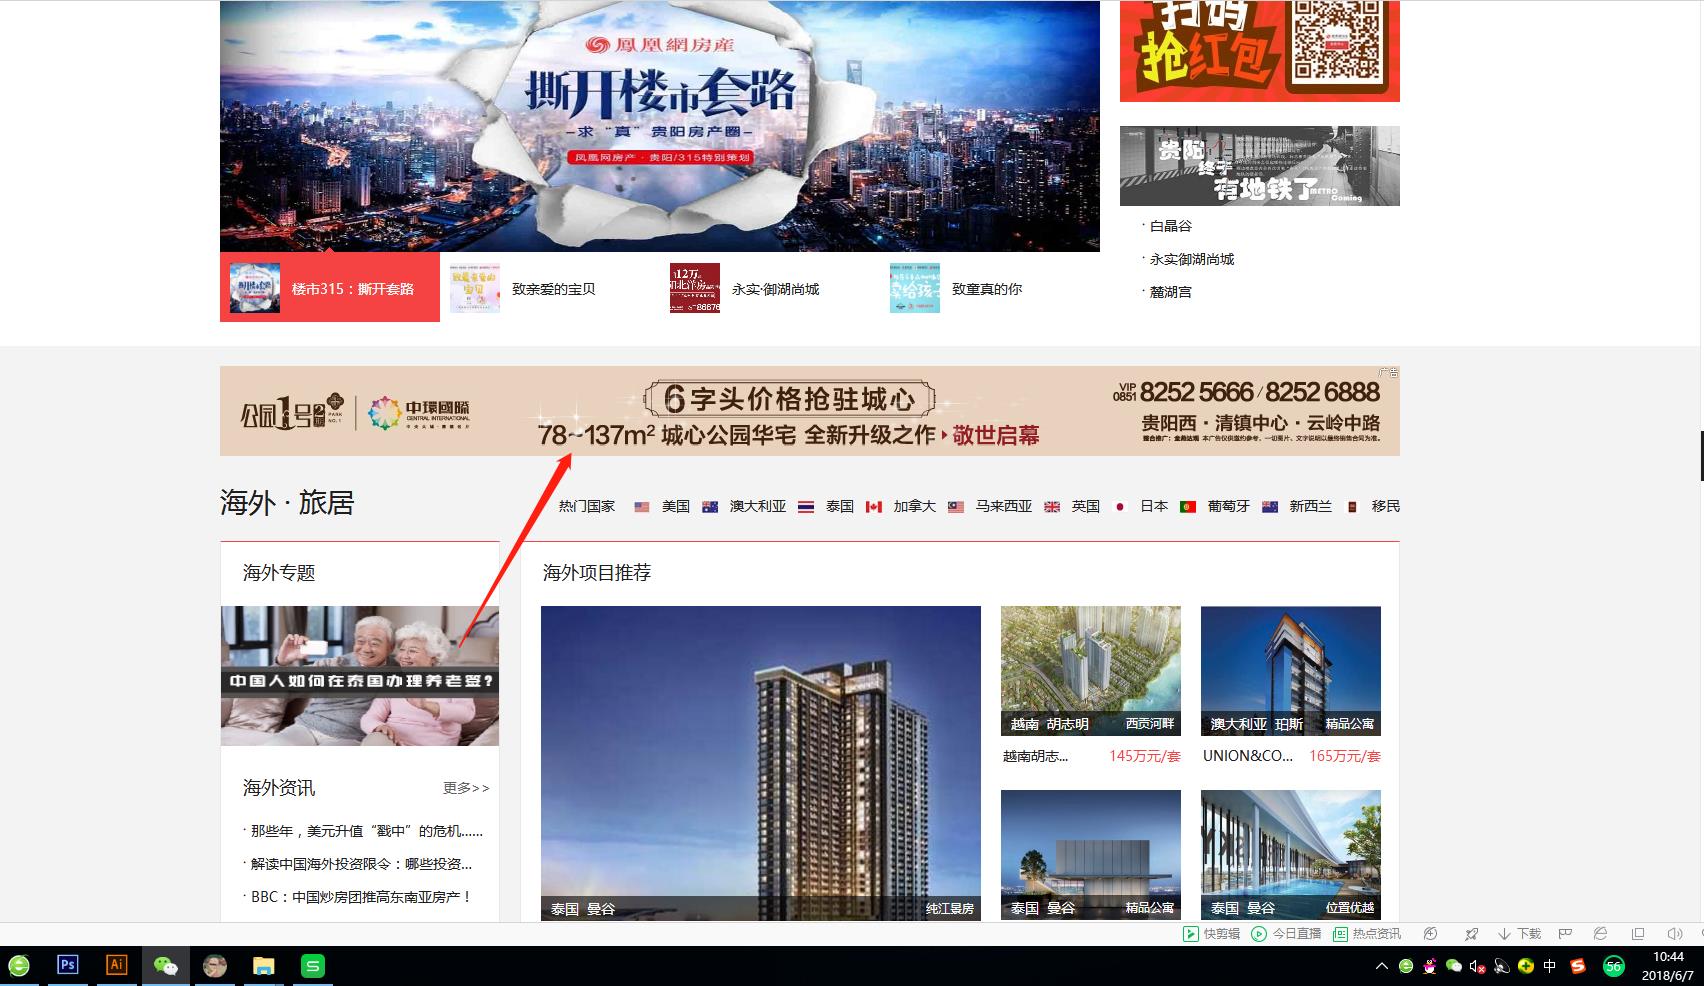 鳳凰網房産
撕开楼市套路
求“真”贵阳房产圈
凤凰网房产·贵阳/315特别策划
扫码
抢红包
贵阳
终于
有地铁了
METRO
Coming
· 白晶谷
· 永实御湖尚城
· 麓湖宫
楼市315：撕开套路
致亲爱的宝贝
永实·御湖尚城
致童真的你
广告
公园1号
PARK
NO.1
中環國際
CENTRAL INTERNATIONAL
6字头价格抢驻城心
78~137m² 城心公园华宅 全新升级之作 敬世启幕
VIP
0851
8252 5666 / 8252 6888
贵阳西·清镇中心·云岭中路
海外 · 旅居
热门国家 美国 澳大利亚 泰国 加拿大 马来西亚 英国 日本 葡萄牙 新西兰 移民
海外专题
中国人如何在泰国办理养老签?
海外资讯
更多>>
· 那些年，美元升值“戳中”的危机......
· 解读中国海外投资限令：哪些投资...
· BBC：中国炒房团推高东南亚房产！
海外项目推荐
泰国 曼谷
纯江景房
越南 胡志明
西贡河畔
越南胡志...
145万元/套
澳大利亚 珀斯
精品公寓
UNION&CO...
165万元/套
泰国 曼谷
精品公寓
泰国 曼谷
位置优越
快剪辑
今日直播
热点资讯
下载
Ps
Ai
S
中
56
10:44
2018/6/7